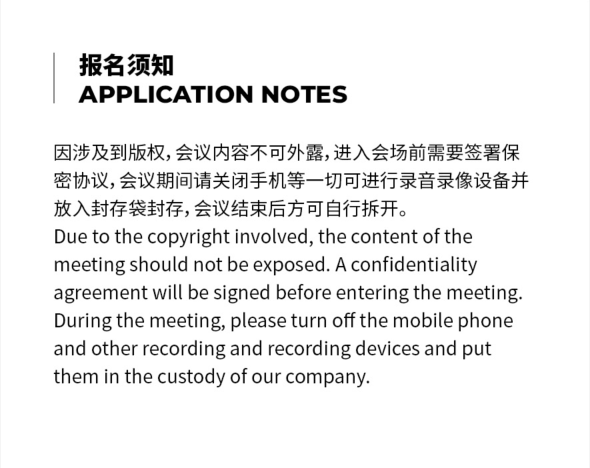 报名须知
APPLICATION NOTES
因涉及到版权，会议内容不可外露，进入会场前需要签署保
密协议，会议期间请关闭手机等一切可进行录音录像设备并
放入封存袋封存，会议结束后方可自行拆开。
Due to the copyright involved, the content of the
meeting should not be exposed. A confidentiality
agreement will be signed before entering the meeting.
During the meeting, please turn off the mobile phone
and other recording and recording devices and put
them in the custody of our company.